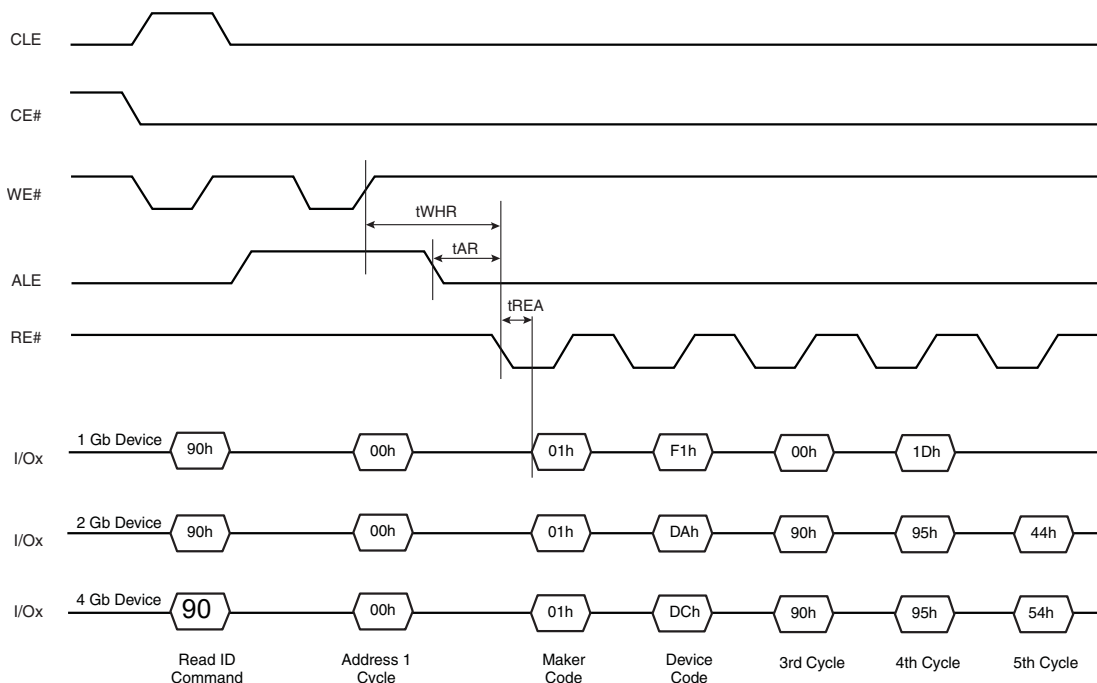 CLE
CE#
WE#
tWHR
tAR
ALE
tREA
RE#
1 Gb Device
I/Ox 90h 00h 01h F1h 00h 1Dh
2 Gb Device
I/Ox 90h 00h 01h DAh 90h 95h 44h
4 Gb Device
I/Ox 90 00h 01h DCh 90h 95h 54h
Read ID Address 1 Maker Device 3rd Cycle 4th Cycle 5th Cycle
Command Cycle Code Code